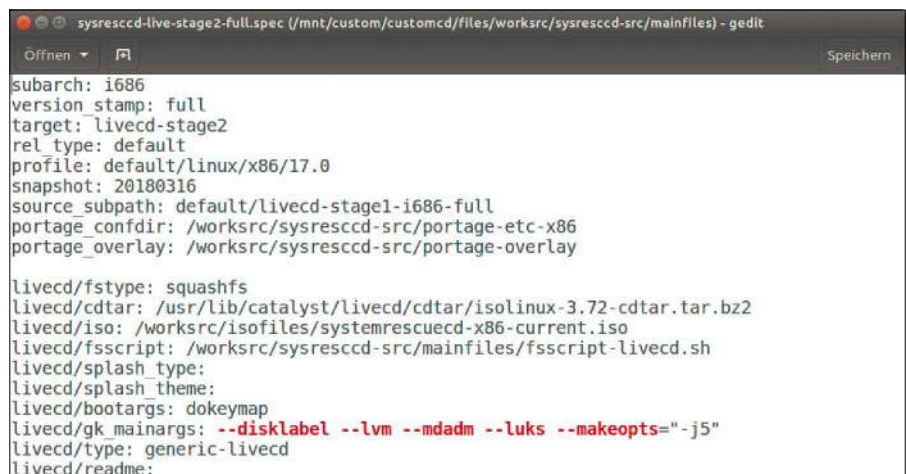 sysresccd-live-stage2-full.spec (/mnt/custom/customcd/files/worksrc/sysresccd-src/mainfiles) - gedit
Öffnen
Speichern
subarch: i686
version_stamp: full
target: livecd-stage2
rel_type: default
profile: default/linux/x86/17.0
snapshot: 20180316
source_subpath: default/livecd-stage1-i686-full
portage_confdir: /worksrc/sysresccd-src/portage-etc-x86
portage_overlay: /worksrc/sysresccd-src/portage-overlay
livecd/fstype: squashfs
livecd/cdtar: /usr/lib/catalyst/livecd/cdtar/isolinux-3.72-cdtar.tar.bz2
livecd/iso: /worksrc/isofiles/systemrescuecd-x86-current.iso
livecd/fsscript: /worksrc/sysresccd-src/mainfiles/fsscript-livecd.sh
livecd/splash_type:
livecd/splash_theme:
livecd/bootargs: dokeymap
livecd/gk_mainargs: --disklabel --lvm --mdadm --luks --makeopts="-j5"
livecd/type: generic-livecd
livecd/readme: